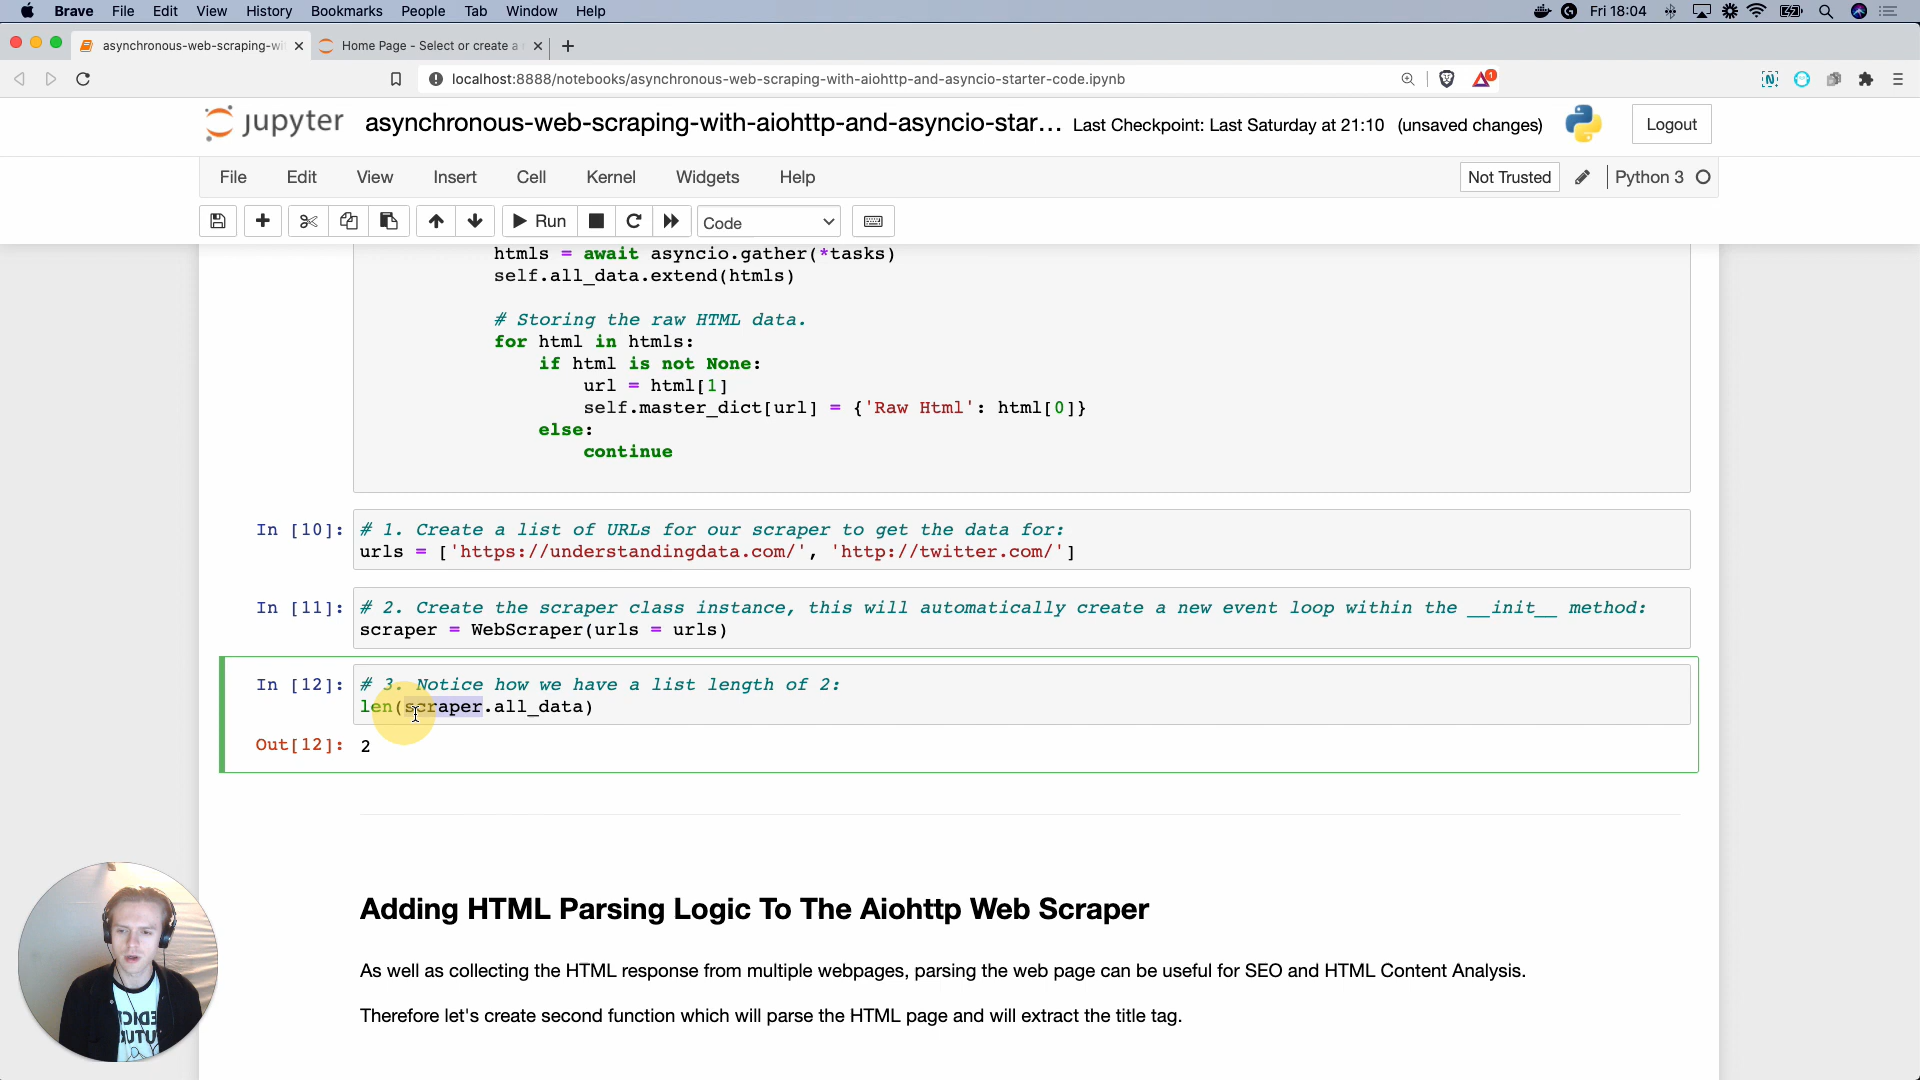 Brave File Edit View History Bookmarks People Tab Window Help Fri 18:04
asynchronous-web-scraping-wi
Home Page - Select or create a
localhost:8888/notebooks/asynchronous-web-scraping-with-aiohttp-and-asyncio-starter-code.ipynb 1
jupyter asynchronous-web-scraping-with-aiohttp-and-asyncio-star... Last Checkpoint: Last Saturday at 21:10 (unsaved changes) Logout
File Edit View Insert Cell Kernel Widgets Help Not Trusted Python 3
Run Code
htmls = await asyncio.gather(*tasks)
self.all_data.extend(htmls)
# Storing the raw HTML data.
for html in htmls:
if html is not None:
url = html[1]
self.master_dict[url] = {'Raw Html': html[0]}
else:
continue
In [10]: # 1. Create a list of URLs for our scraper to get the data for:
urls = ['https://understandingdata.com/', 'http://twitter.com/']
In [11]: # 2. Create the scraper class instance, this will automatically create a new event loop within the __init__ method:
scraper = WebScraper(urls = urls)
In [12]: # 3. Notice how we have a list length of 2:
len(scraper.all_data)
Out[12]: 2
Adding HTML Parsing Logic To The Aiohttp Web Scraper
As well as collecting the HTML response from multiple webpages, parsing the web page can be useful for SEO and HTML Content Analysis.
Therefore let's create second function which will parse the HTML page and will extract the title tag.